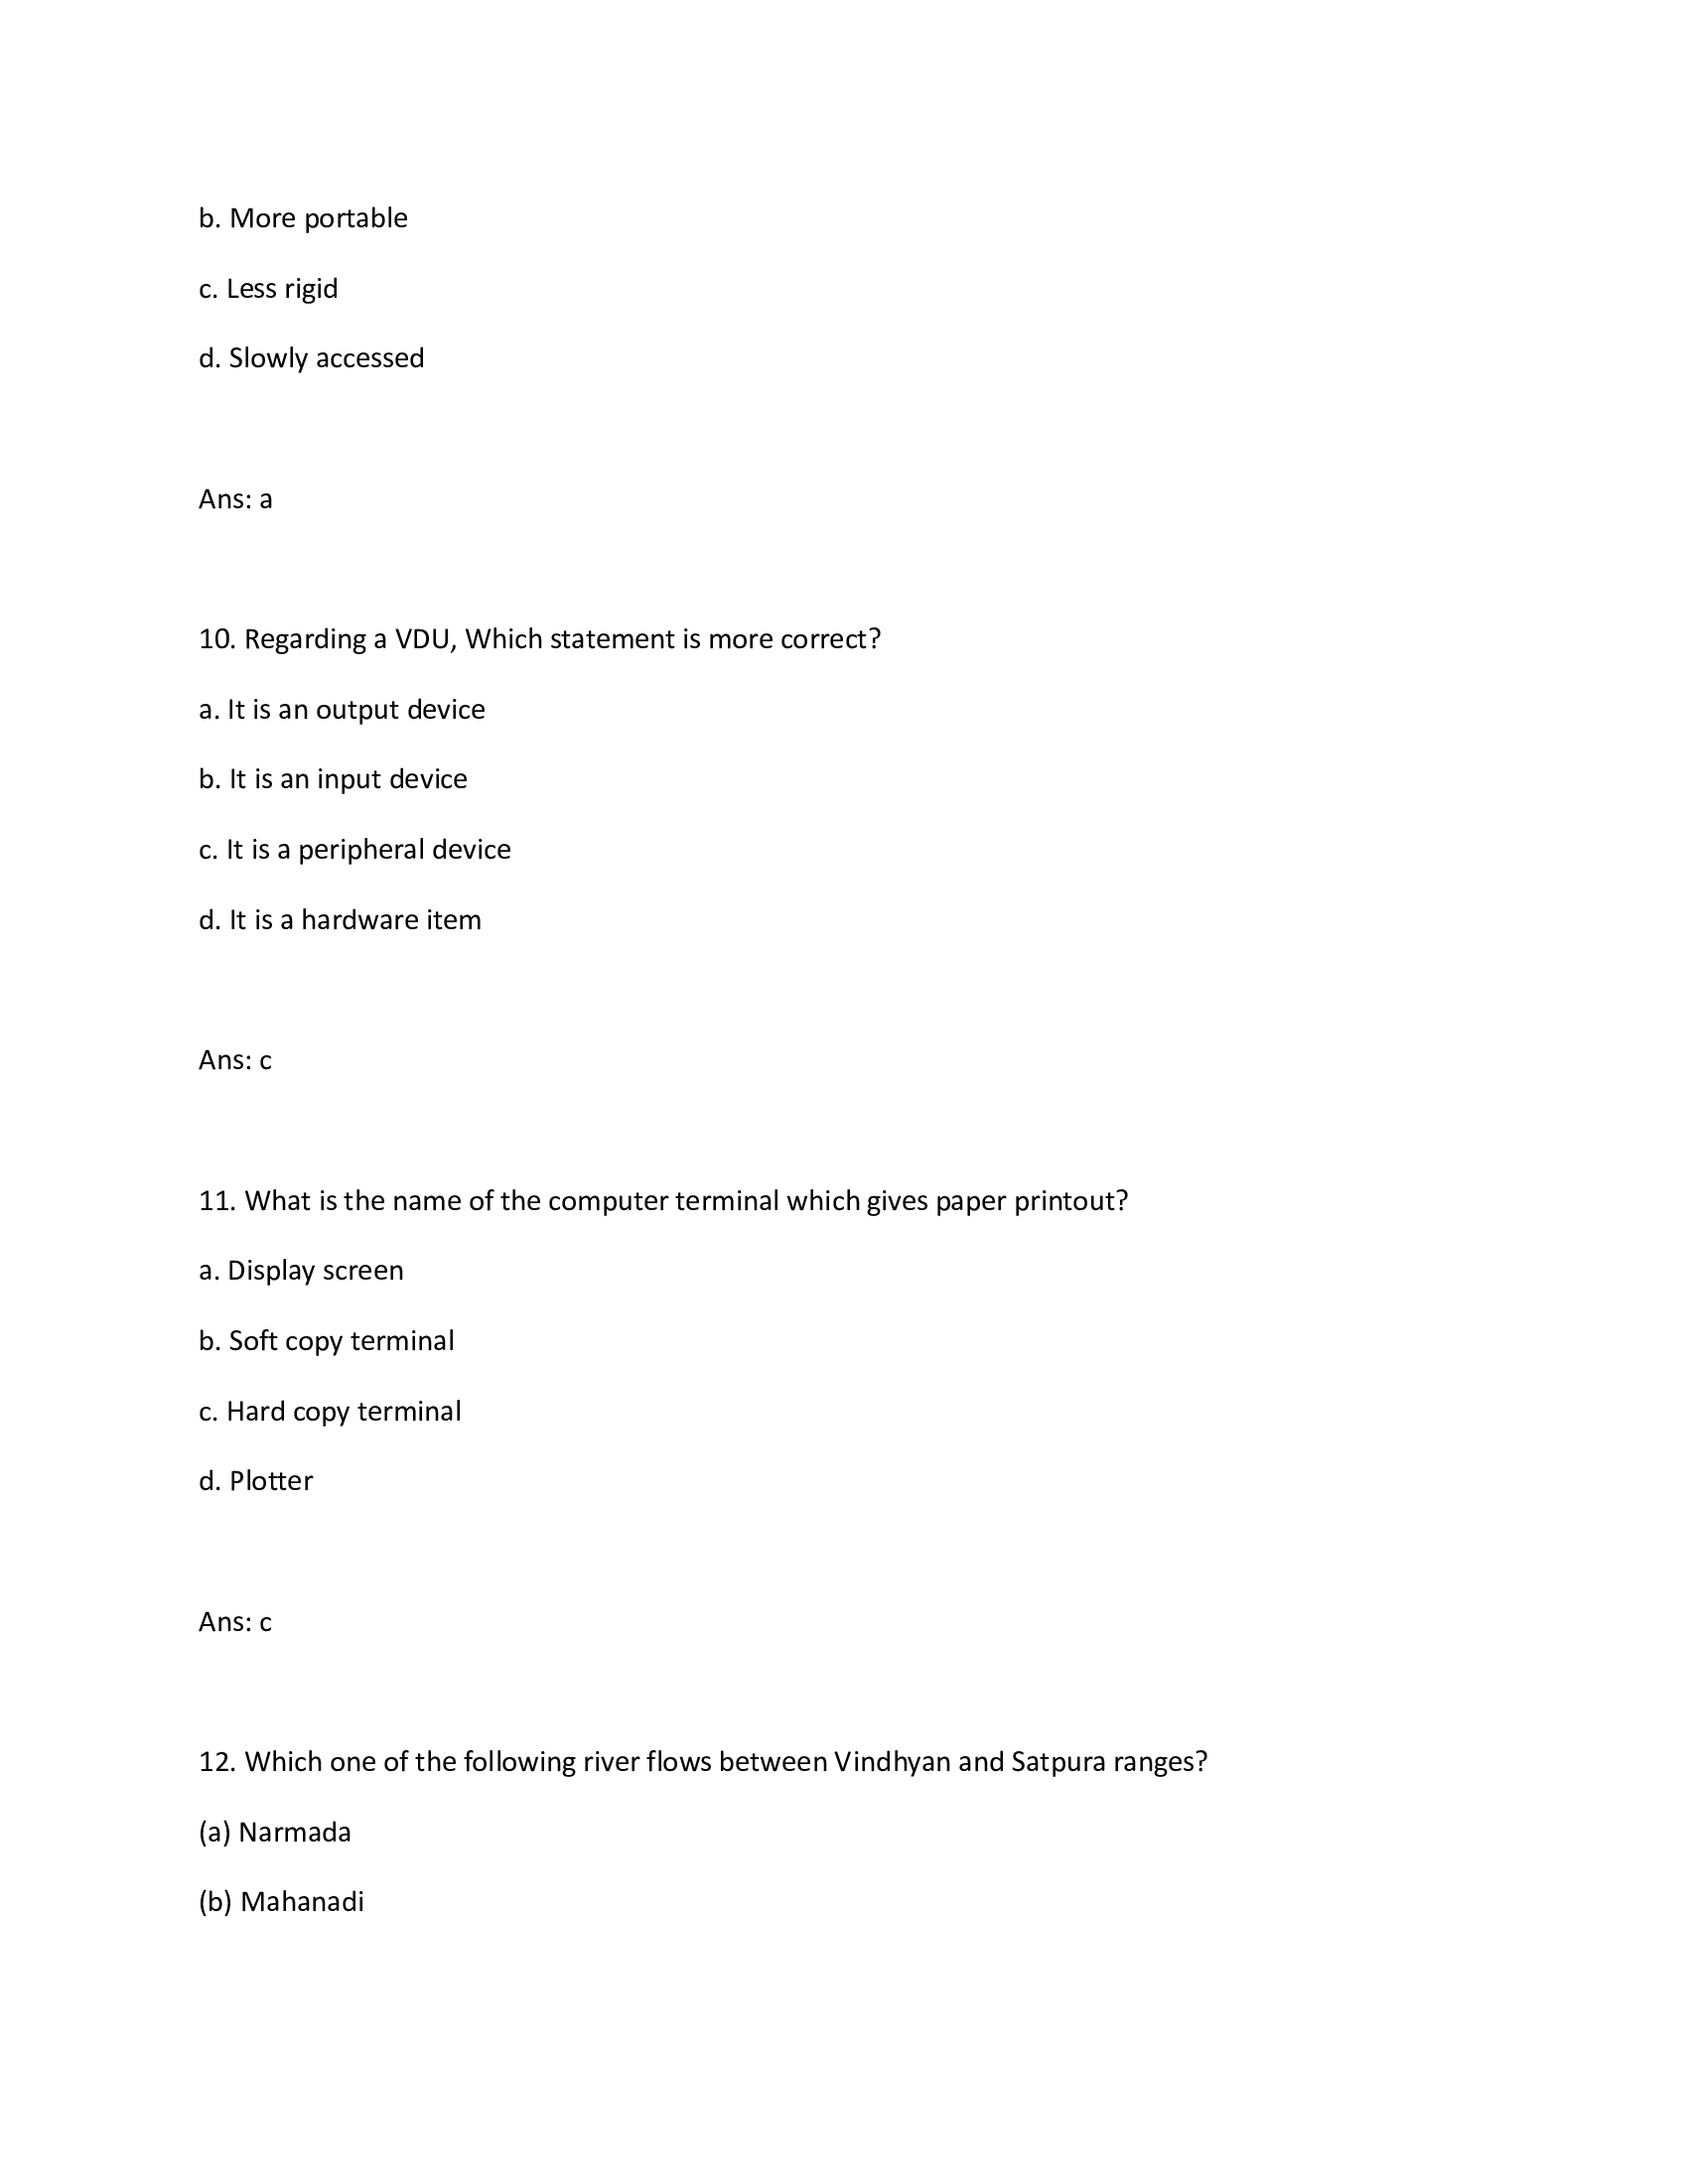 b. More portable
c. Less rigid
d. Slowly accessed
Ans: a
10. Regarding a VDU, Which statement is more correct?
a. It is an output device
b. It is an input device
c. It is a peripheral device
d. It is a hardware item
Ans: c
11. What is the name of the computer terminal which gives paper printout?
a. Display screen
b. Soft copy terminal
c. Hard copy terminal
d. Plotter
Ans: c
12. Which one of the following river flows between Vindhyan and Satpura ranges?
(a) Narmada
(b) Mahanadi